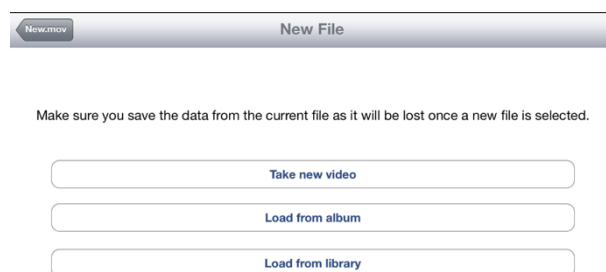 New.mov
New File
Make sure you save the data from the current file as it will be lost once a new file is selected.
Take new video
Load from album
Load from library